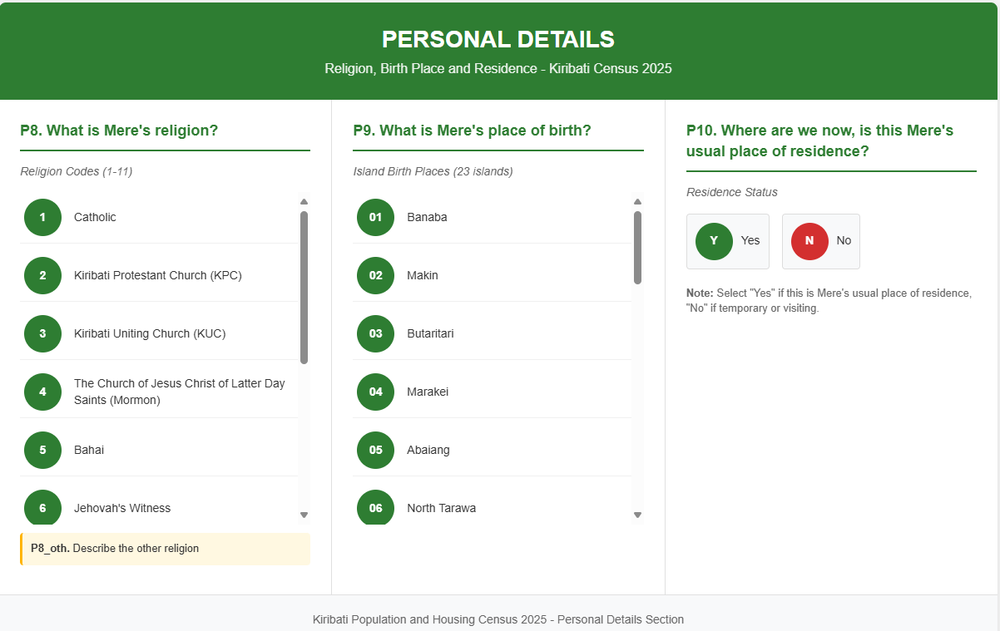 PERSONAL DETAILS
Religion, Birth Place and Residence - Kiribati Census 2025
P8. What is Mere's religion?
Religion Codes (1-11)
1 Catholic
2 Kiribati Protestant Church (KPC)
3 Kiribati Uniting Church (KUC)
4 The Church of Jesus Christ of Latter Day
Saints (Mormon)
5 Bahai
6 Jehovah's Witness
P8_oth. Describe the other religion
P9. What is Mere's place of birth?
Island Birth Places (23 islands)
01 Banaba
02 Makin
03 Butaritari
04 Marakei
05 Abaiang
06 North Tarawa
P10. Where are we now, is this Mere's
usual place of residence?
Residence Status
Y Yes N No
Note: Select "Yes" if this is Mere's usual place of residence,
"No" if temporary or visiting.
Kiribati Population and Housing Census 2025 - Personal Details Section